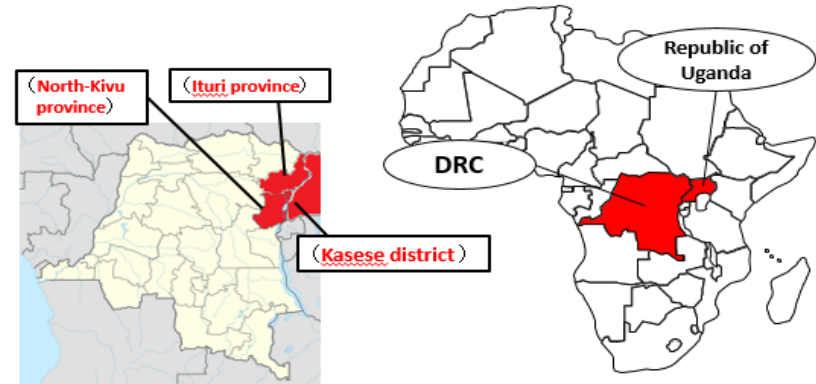 （North-Kivu
province）
（Ituri province）
（Kasese district）
Republic of
Uganda
DRC